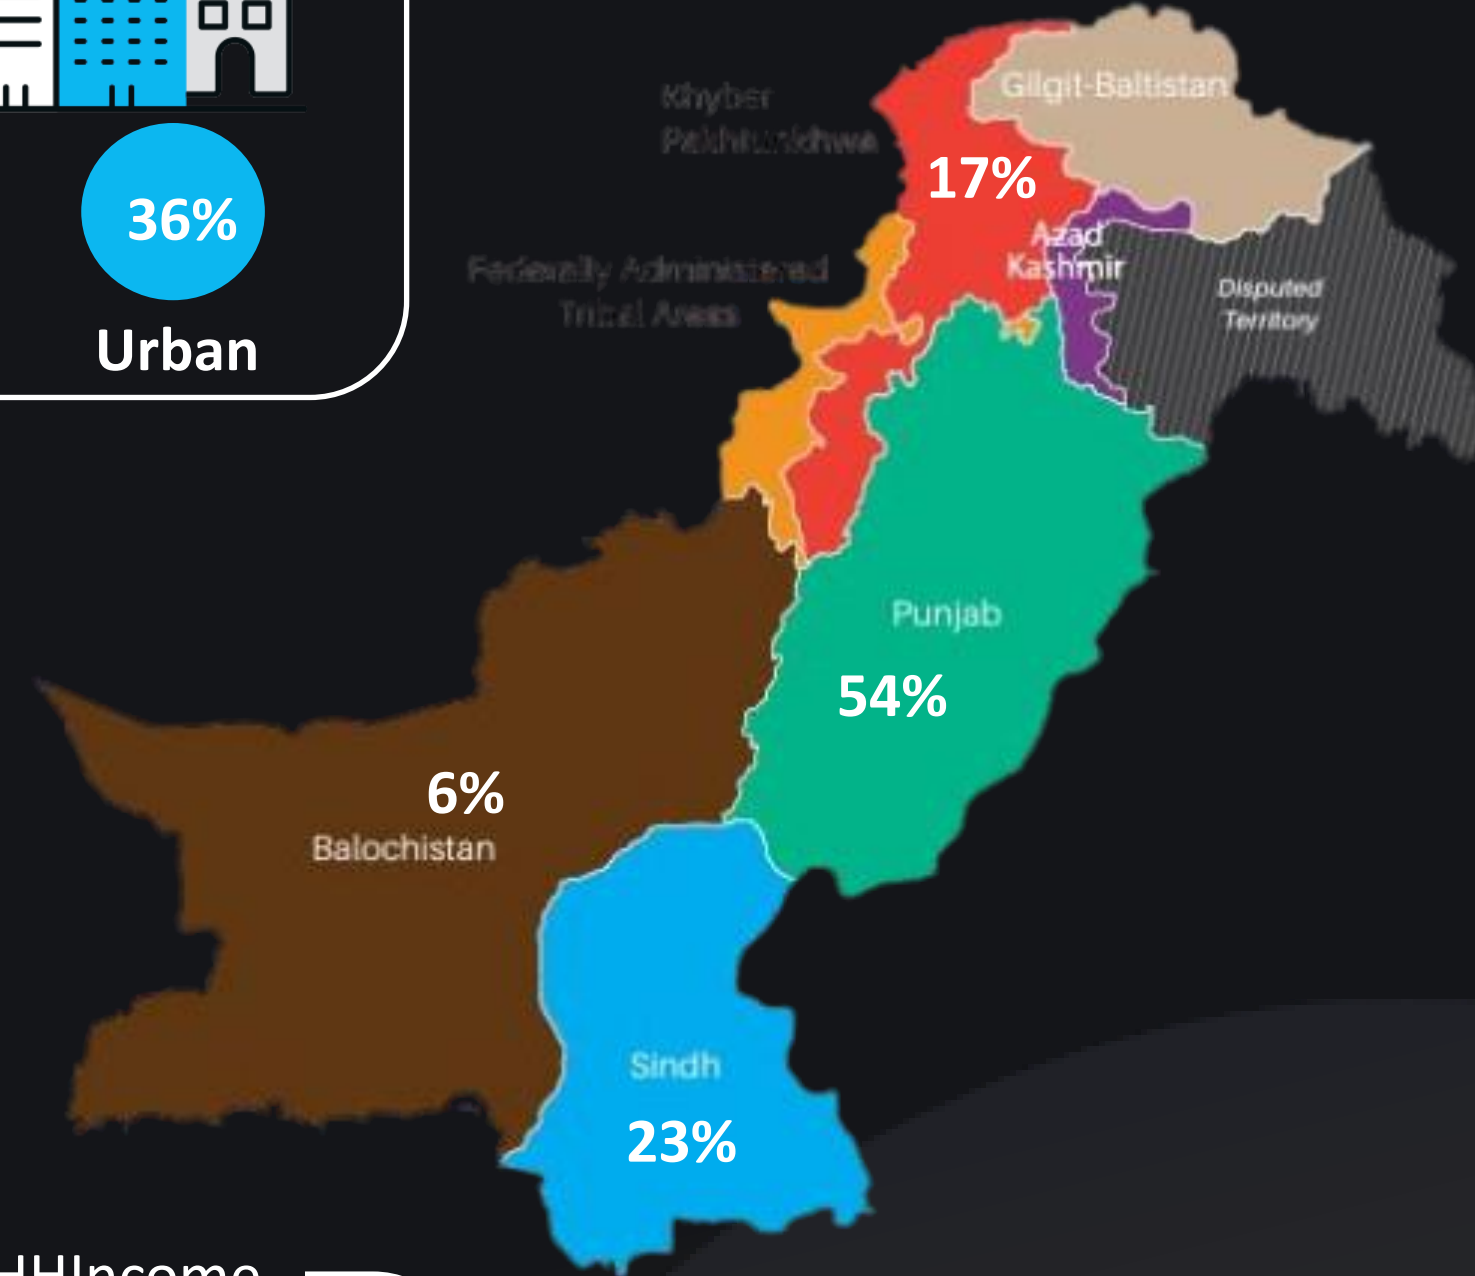 36%
Urban
Khyber
Pakhtunkhwa
17%
Gilgit-Baltistan
Azad
Kashmir
Disputed
Territory
Federally Administered
Tribal Areas
Punjab
54%
6%
Balochistan
Sindh
23%